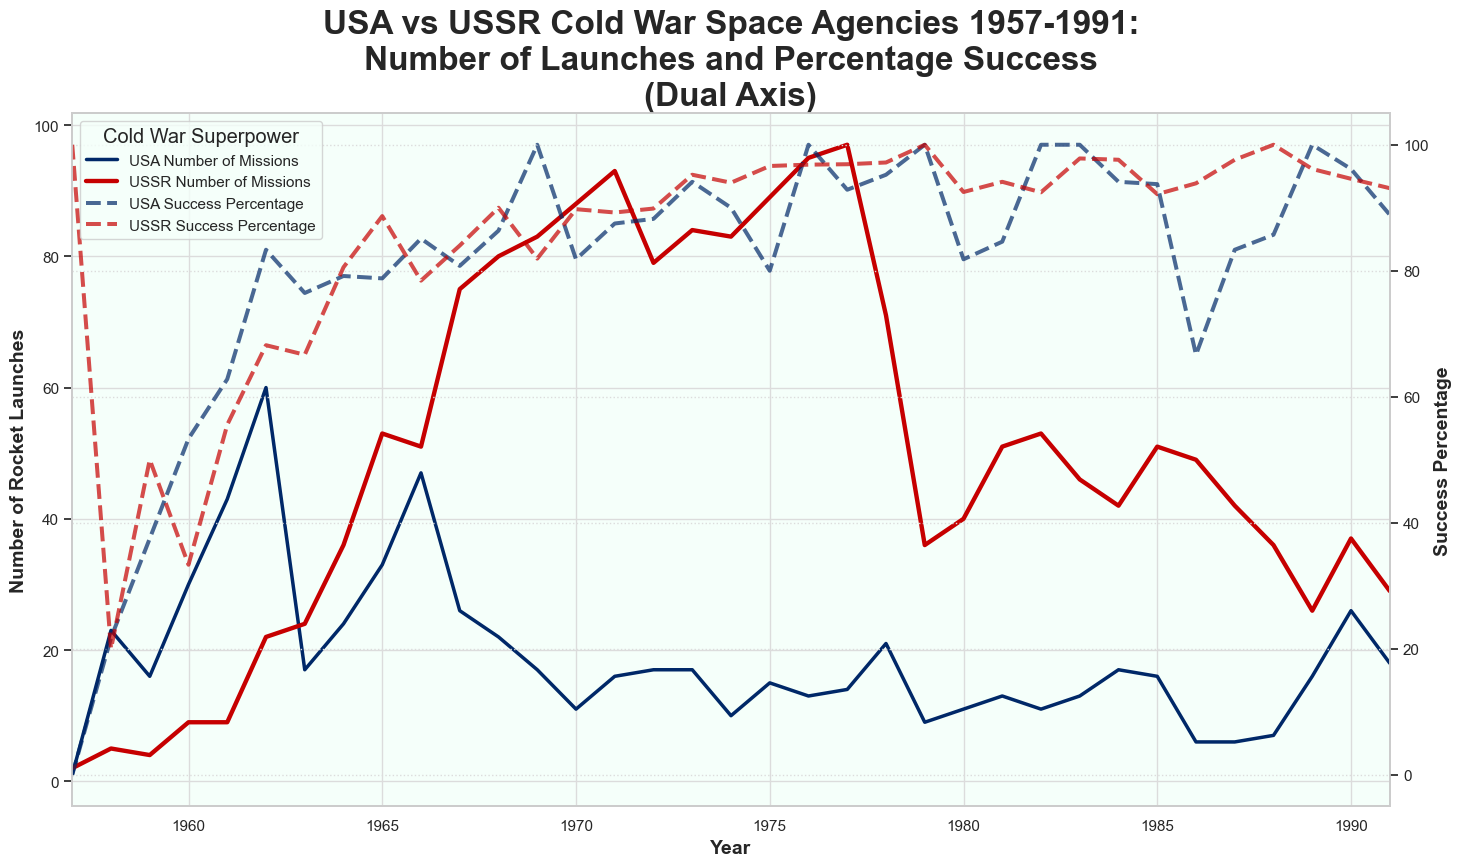 USA vs USSR Cold War Space Agencies 1957-1991:
Number of Launches and Percentage Success
(Dual Axis)
Cold War Superpower
USA Number of Missions
USSR Number of Missions
USA Success Percentage
USSR Success Percentage
Number of Rocket Launches
100
80
60
40
20
0
Success Percentage
100
80
60
40
20
0
1960 1965 1970 1975 1980 1985 1990
Year